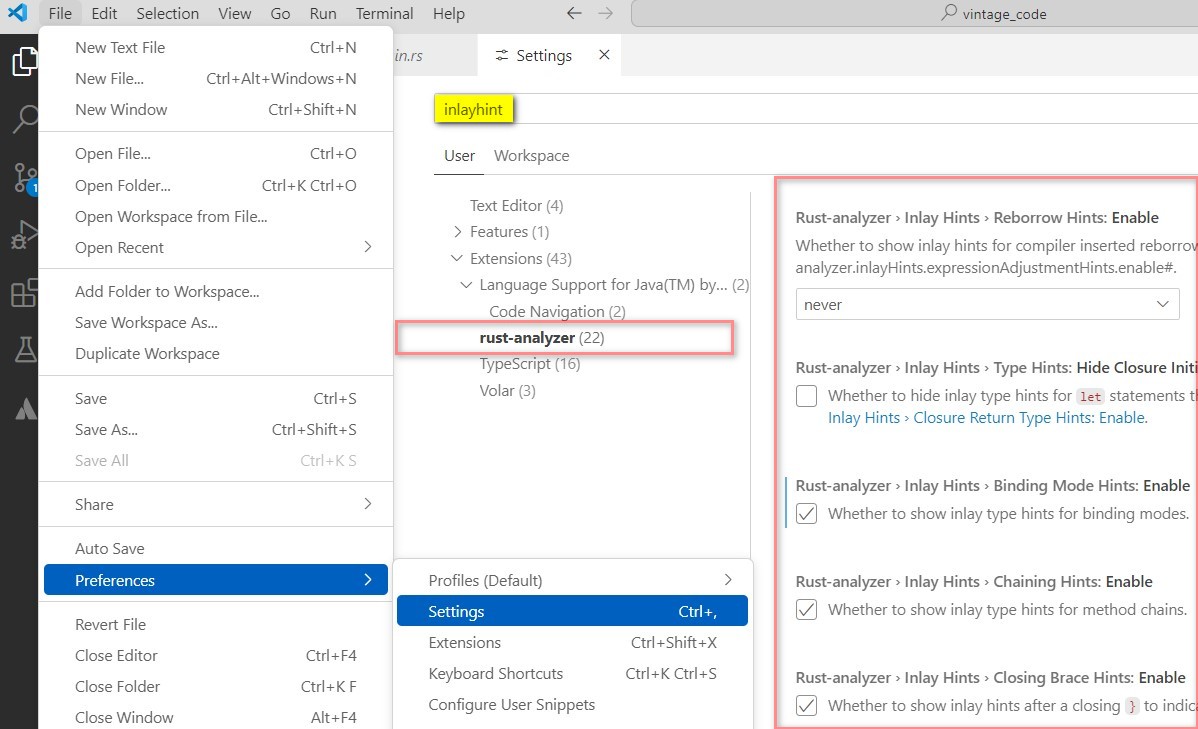 File Edit Selection View Go Run Terminal Help
vintage_code
New Text File Ctrl+N
New File... Ctrl+Alt+Windows+N
New Window Ctrl+Shift+N
Open File... Ctrl+O
Open Folder... Ctrl+K Ctrl+O
Open Workspace from File...
Open Recent
Add Folder to Workspace...
Save Workspace As...
Duplicate Workspace
Save Ctrl+S
Save As... Ctrl+Shift+S
Save All Ctrl+K S
Share
Auto Save
Preferences
Revert File
Close Editor Ctrl+F4
Close Folder Ctrl+K F
Close Window Alt+F4
1
in.rs
Settings
inlayhint
User Workspace
Text Editor (4)
Features (1)
Extensions (43)
Language Support for Java(TM) by... (2)
Code Navigation (2)
rust-analyzer (22)
TypeScript (16)
Volar (3)
Profiles (Default)
Settings Ctrl+,
Extensions Ctrl+Shift+X
Keyboard Shortcuts Ctrl+K Ctrl+S
Configure User Snippets
Rust-analyzer › Inlay Hints › Reborrow Hints: Enable
Whether to show inlay hints for compiler inserted reborrow
analyzer.inlayHints.expressionAdjustmentHints.enable#.
never
Rust-analyzer › Inlay Hints › Type Hints: Hide Closure Initi
Whether to hide inlay type hints for let statements th
Inlay Hints › Closure Return Type Hints: Enable.
Rust-analyzer › Inlay Hints › Binding Mode Hints: Enable
Whether to show inlay type hints for binding modes.
Rust-analyzer › Inlay Hints › Chaining Hints: Enable
Whether to show inlay type hints for method chains.
Rust-analyzer › Inlay Hints › Closing Brace Hints: Enable
Whether to show inlay hints after a closing } to indica